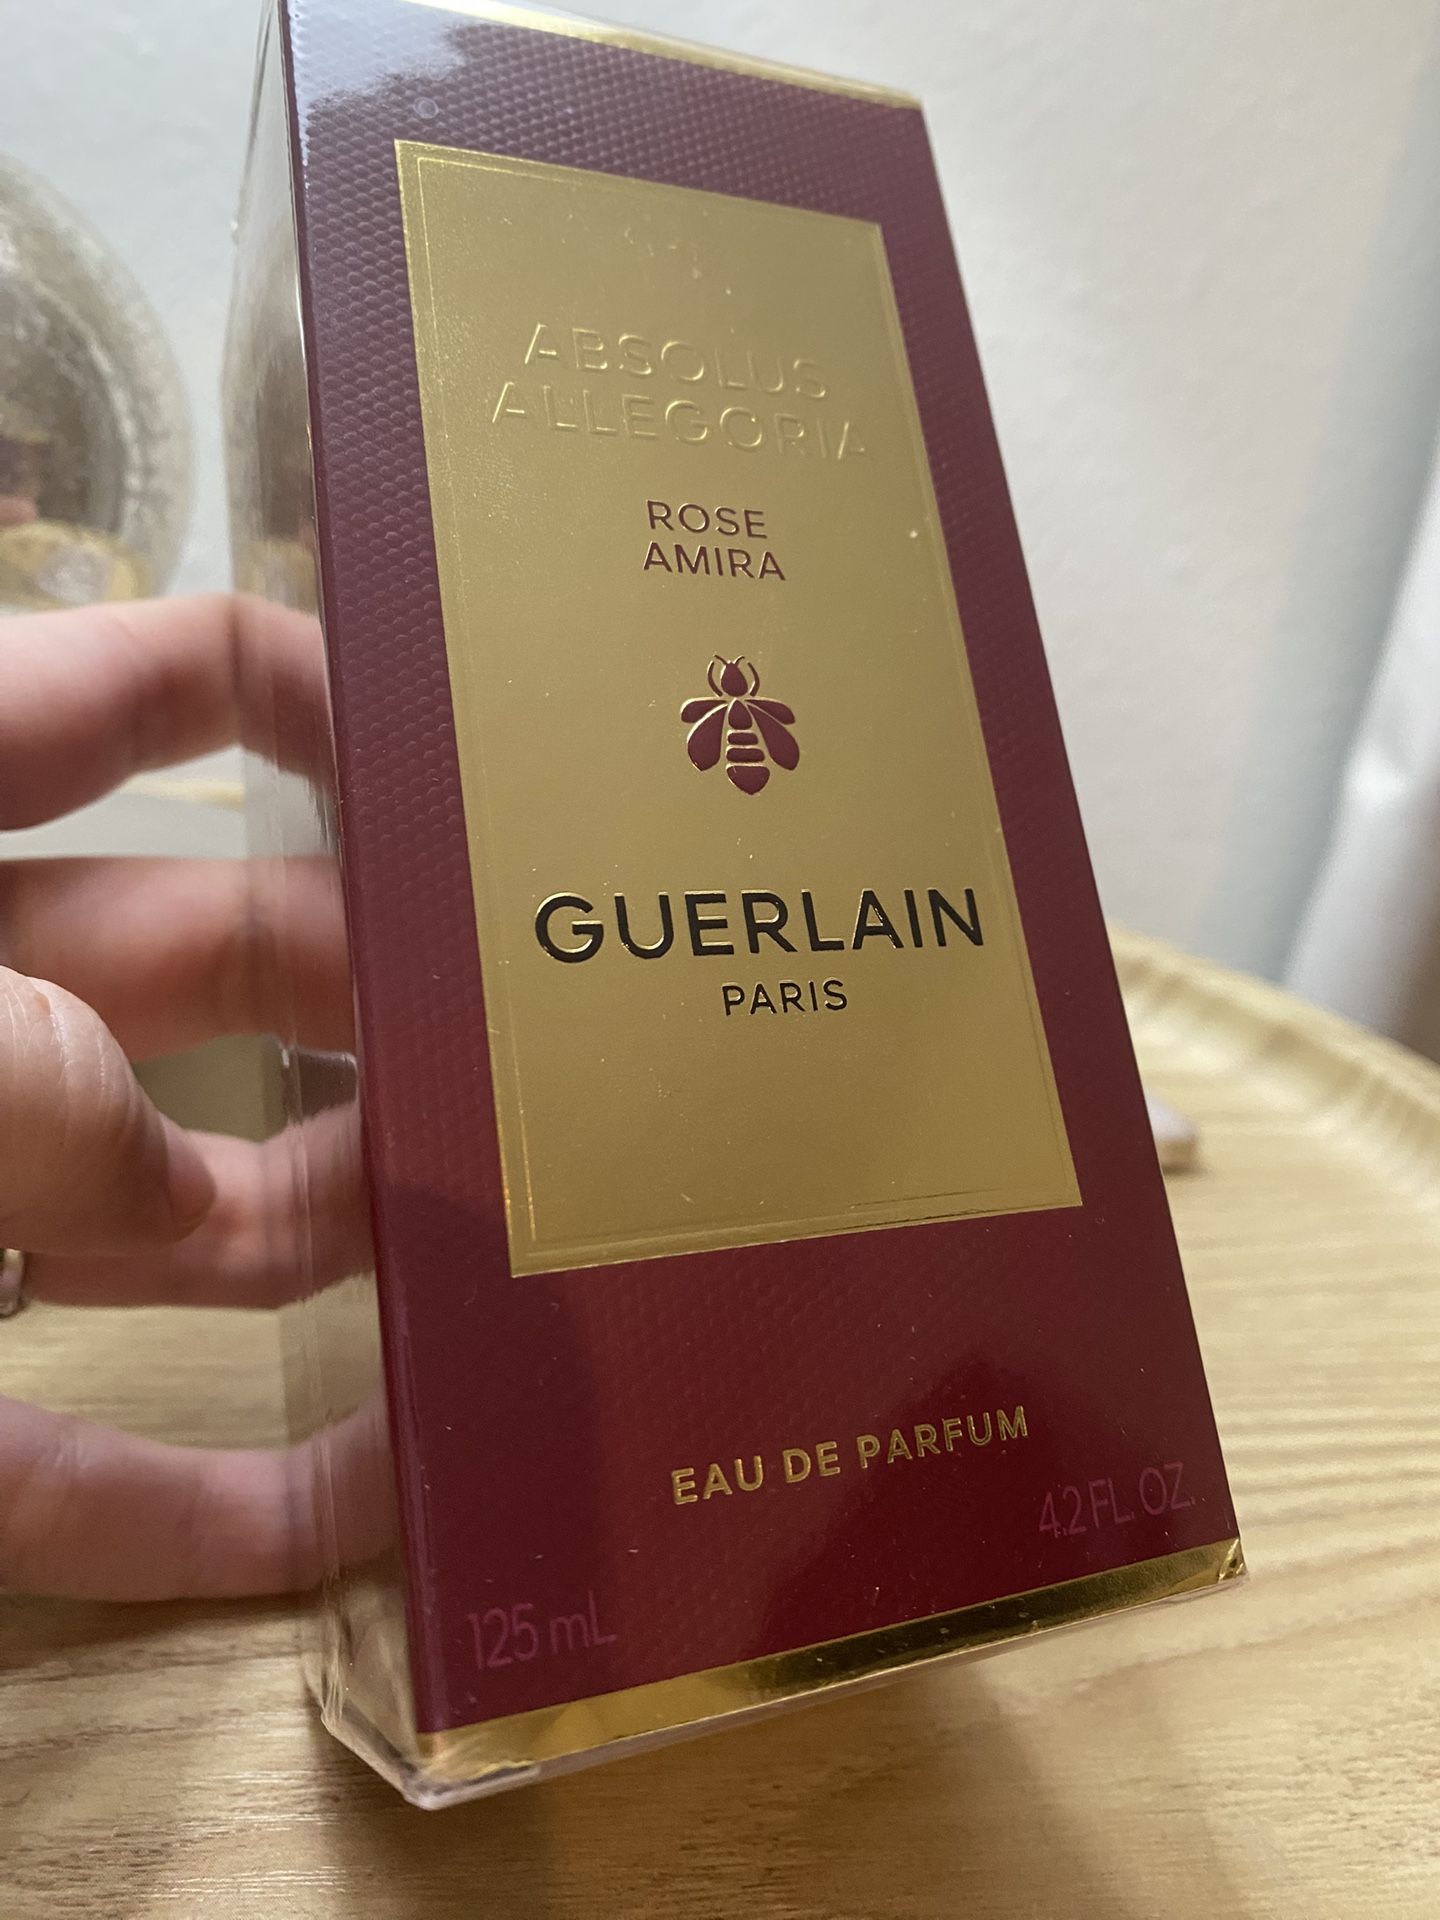 ABSOLUS
ALLEGORIA
ROSE
AMIRA
GUERLAIN
PARIS
EAU DE PARFUM
125 mL
4.2 FL. OZ.